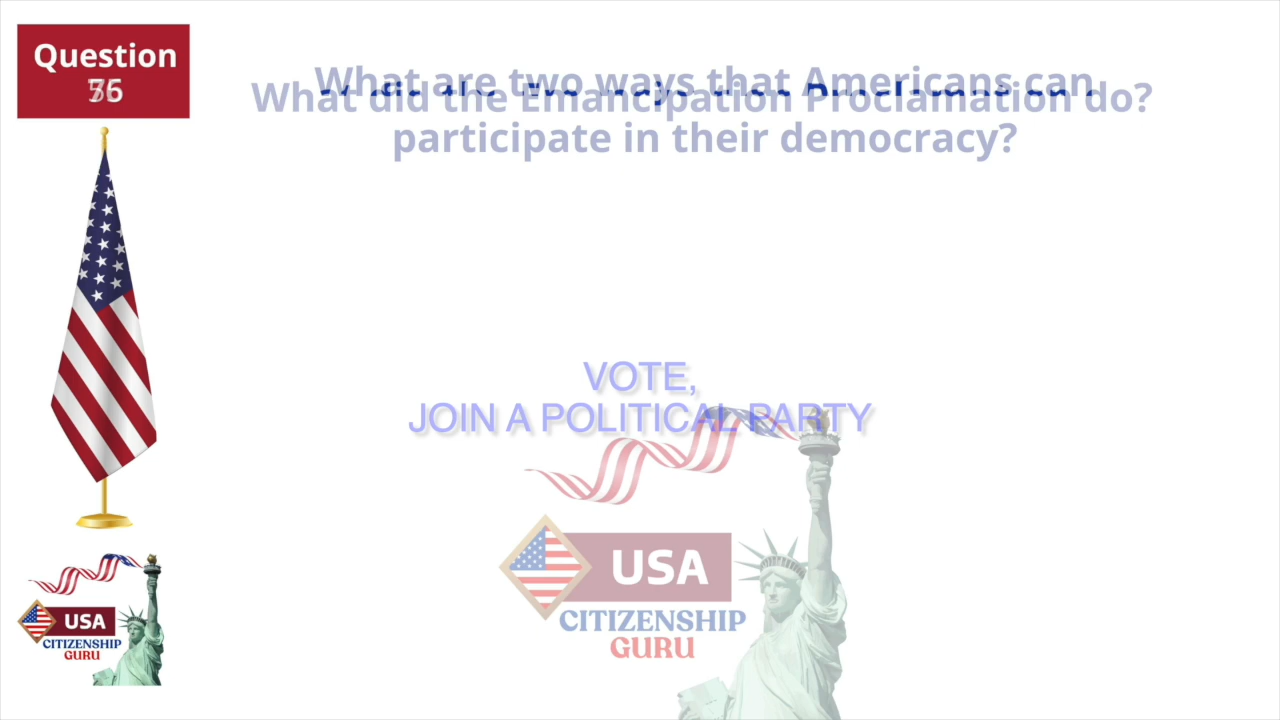 Question
What are two ways that Americans can
What did the Emancipation Proclamation do?
participate in their democracy?
VOTE,
JOIN A POLITICAL PARTY
USA
CITIZENSHIP
GURU
USA
CITIZENSHIP
GURU